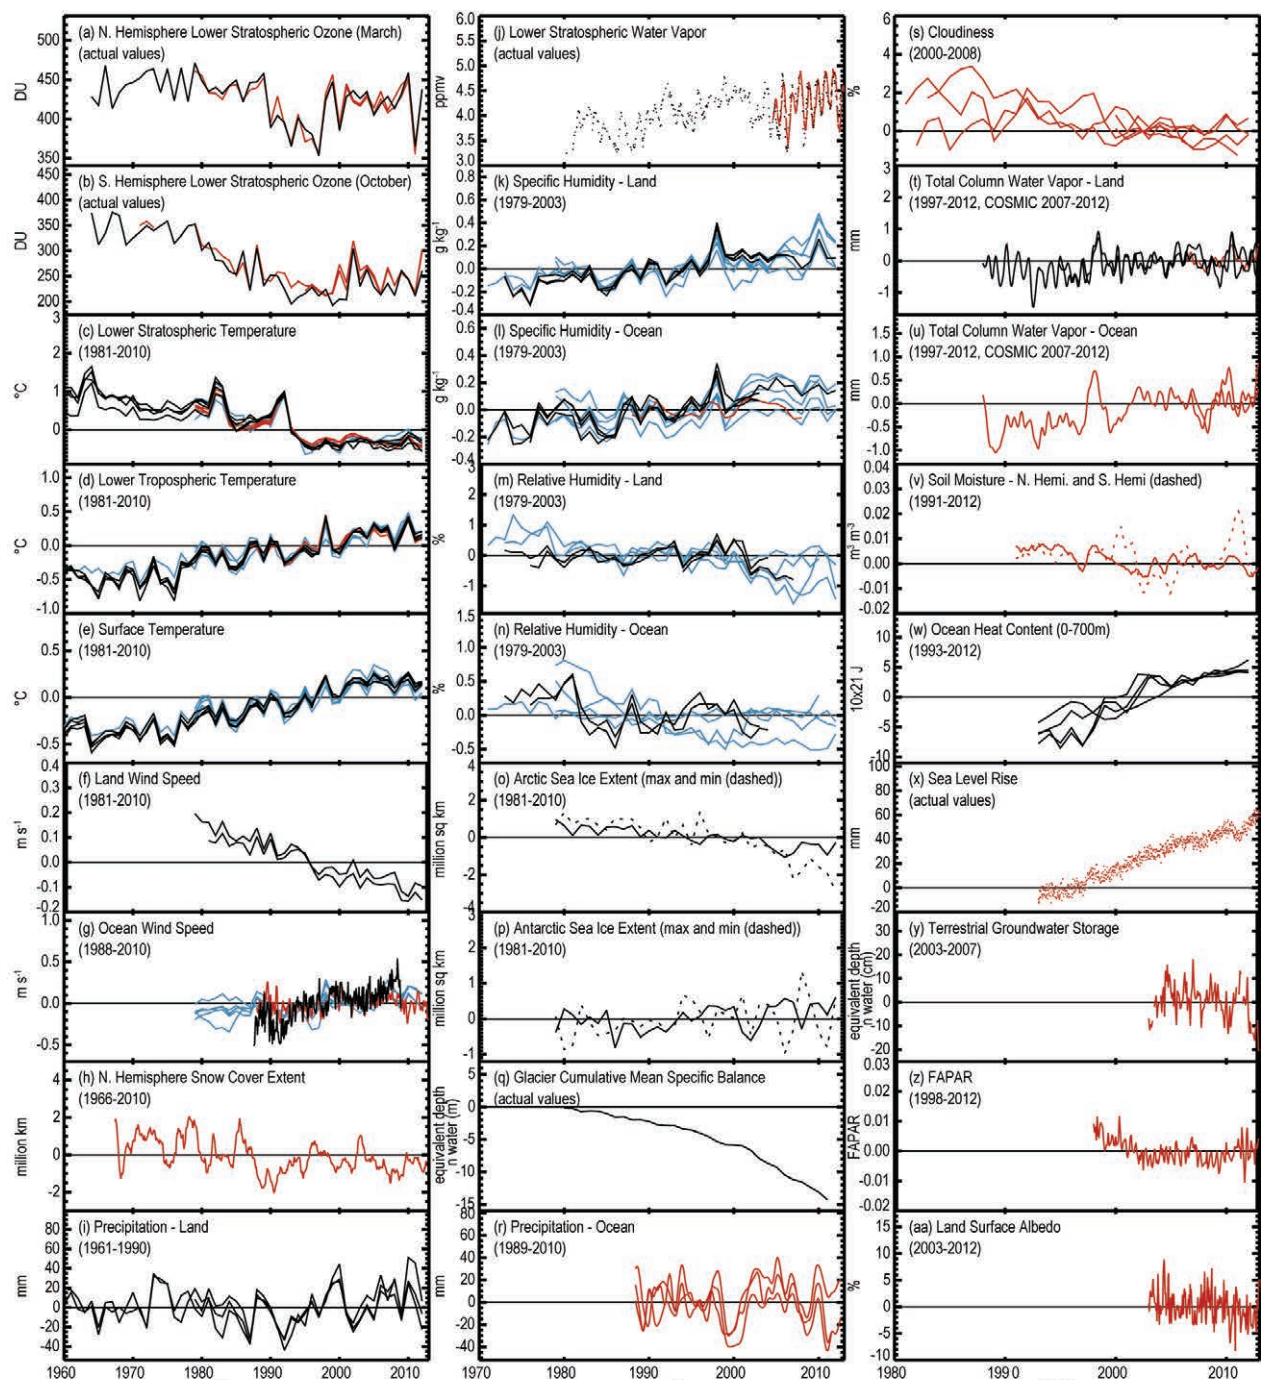 (a) N. Hemisphere Lower Stratospheric Ozone (March)
(actual values)
DU
500
450
400
350
(b) S. Hemisphere Lower Stratospheric Ozone (October)
(actual values)
DU
450
400
350
300
250
200
(c) Lower Stratospheric Temperature
(1981-2010)
°C
3
2
1
0
(d) Lower Tropospheric Temperature
(1981-2010)
°C
1.0
0.5
0.0
-0.5
-1.0
(e) Surface Temperature
(1981-2010)
°C
0.5
0.0
-0.5
(f) Land Wind Speed
(1981-2010)
m s⁻¹
0.4
0.3
0.2
0.1
0.0
-0.1
-0.2
(g) Ocean Wind Speed
(1988-2010)
m s⁻¹
1.0
0.5
0.0
-0.5
(h) N. Hemisphere Snow Cover Extent
(1966-2010)
million km
4
2
0
-2
(i) Precipitation - Land
(1961-1990)
mm
80
60
40
20
0
-20
-40
1960 1970 1980 1990 2000 2010
(j) Lower Stratospheric Water Vapor
(actual values)
ppmv
6.0
5.5
5.0
4.5
4.0
3.5
3.0
(k) Specific Humidity - Land
(1979-2003)
g kg⁻¹
0.8
0.6
0.4
0.2
0.0
-0.2
-0.4
(l) Specific Humidity - Ocean
(1979-2003)
g kg⁻¹
0.6
0.4
0.2
0.0
-0.2
-0.4
(m) Relative Humidity - Land
(1979-2003)
%
2
1
0
-1
(n) Relative Humidity - Ocean
(1979-2003)
%
1.5
1.0
0.5
0.0
-0.5
(o) Arctic Sea Ice Extent (max and min (dashed))
(1981-2010)
million sq km
4
2
0
-2
-4
(p) Antarctic Sea Ice Extent (max and min (dashed))
(1981-2010)
million sq km
3
2
1
0
-1
(q) Glacier Cumulative Mean Specific Balance
(actual values)
equivalent depth
n water (m)
0
-5
-10
-15
(r) Precipitation - Ocean
(1989-2010)
mm
80
60
40
20
0
-20
-40
1970 1980 1990 2000 2010
(s) Cloudiness
(2000-2008)
%
6
4
2
0
(t) Total Column Water Vapor - Land
(1997-2012, COSMIC 2007-2012)
mm
3
2
1
0
-1
(u) Total Column Water Vapor - Ocean
(1997-2012, COSMIC 2007-2012)
mm
1.5
1.0
0.5
0.0
-0.5
-1.0
(v) Soil Moisture - N. Hemi. and S. Hemi (dashed)
(1991-2012)
m³ m⁻³
0.04
0.03
0.02
0.01
0.00
-0.01
-0.02
(w) Ocean Heat Content (0-700m)
(1993-2012)
10x21 J
10
5
0
-5
-10
(x) Sea Level Rise
(actual values)
mm
100
80
60
40
20
0
-20
(y) Terrestrial Groundwater Storage
(2003-2007)
equivalent depth
n water (cm)
30
20
10
0
-10
-20
(z) FAPAR
(1998-2012)
FAPAR
0.03
0.02
0.01
0.00
-0.01
-0.02
(aa) Land Surface Albedo
(2003-2012)
%
15
10
5
0
-5
-10
1980 1990 2000 2010